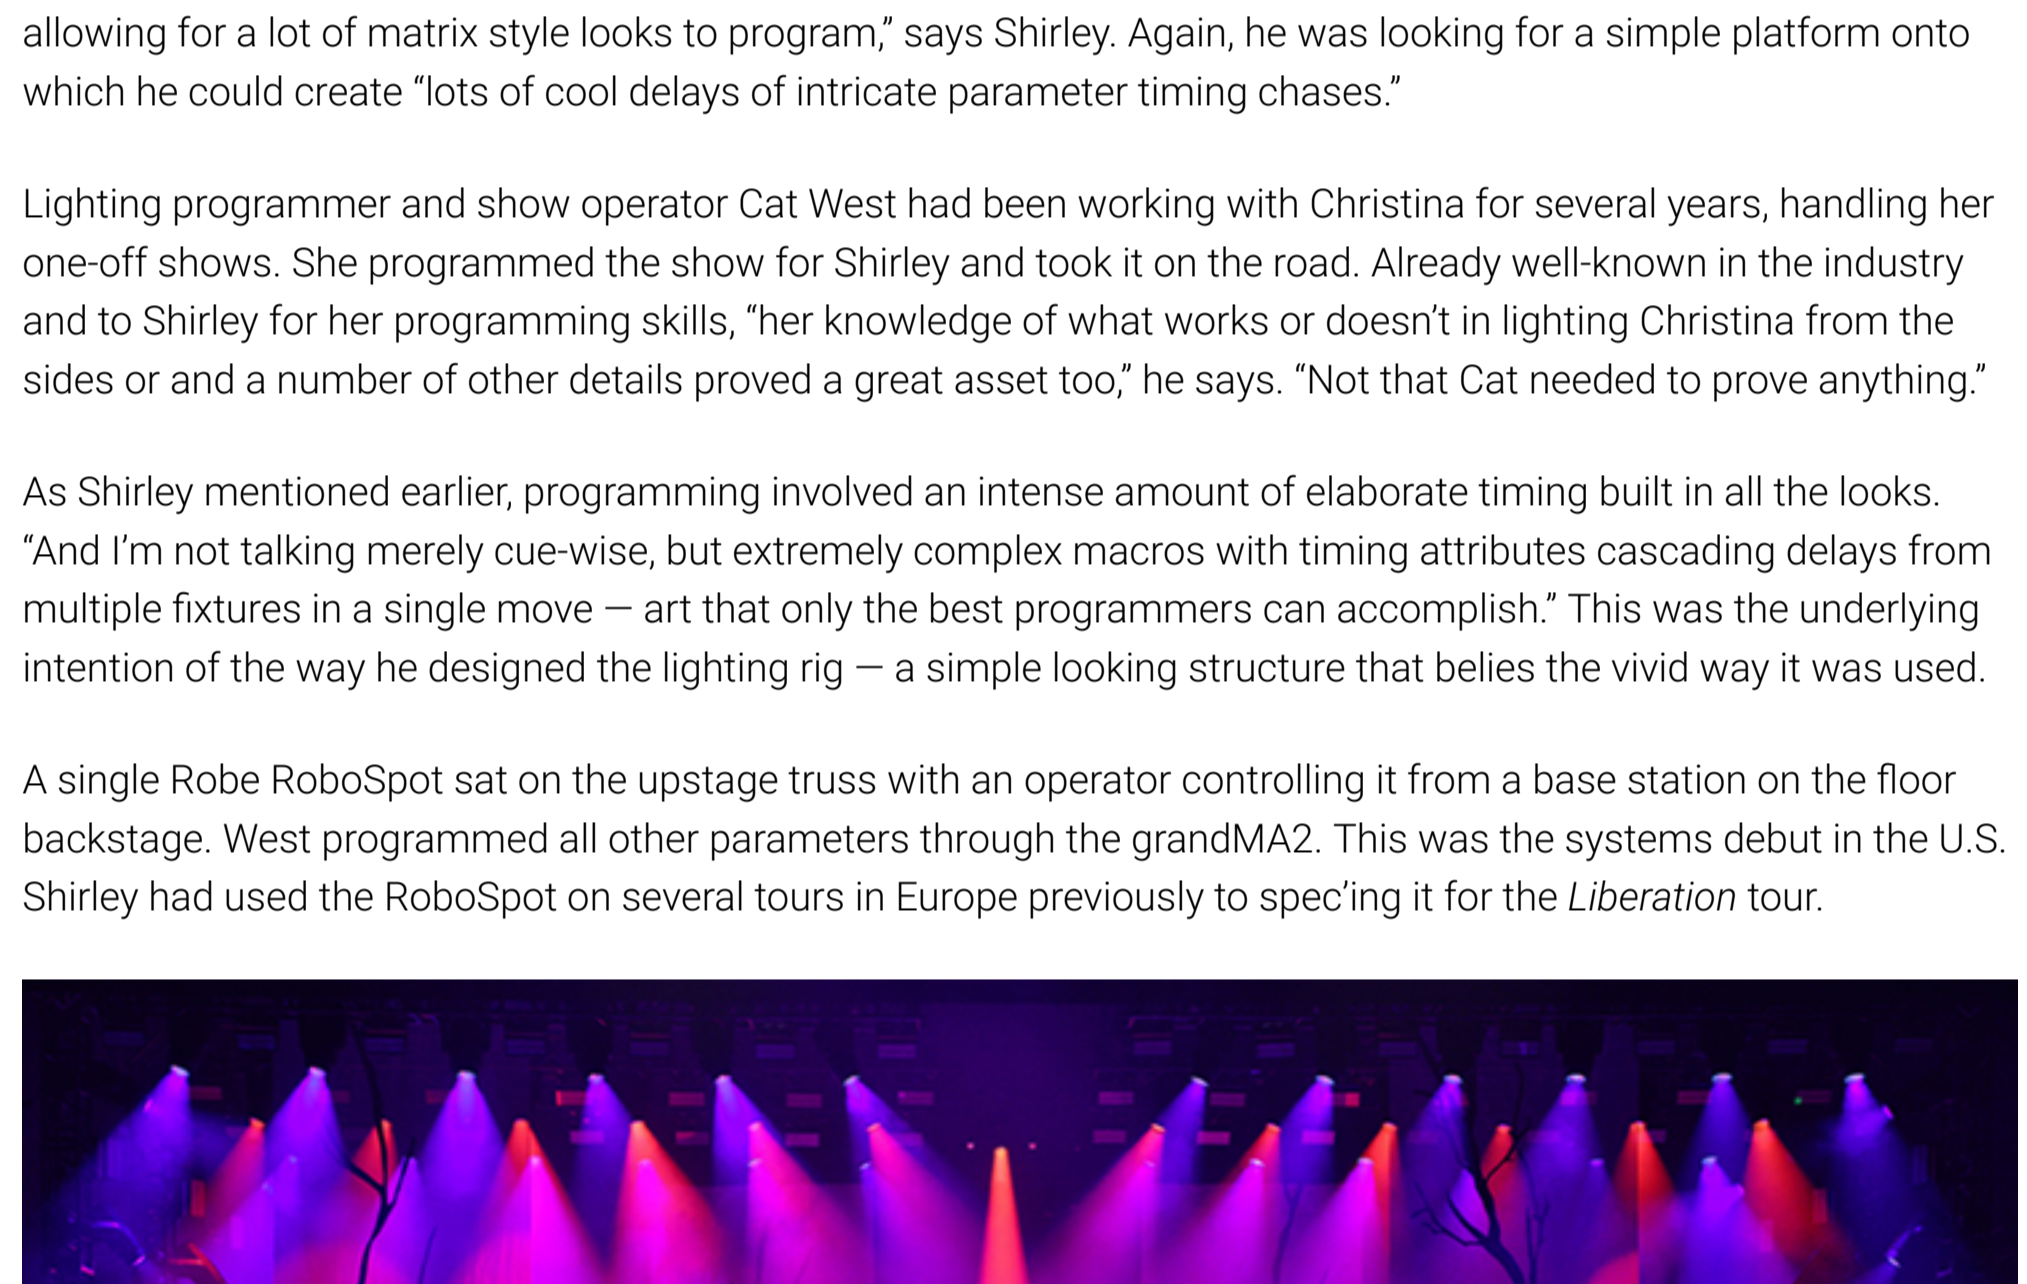 allowing for a lot of matrix style looks to program,” says Shirley. Again, he was looking for a simple platform onto
which he could create “lots of cool delays of intricate parameter timing chases.”
Lighting programmer and show operator Cat West had been working with Christina for several years, handling her
one-off shows. She programmed the show for Shirley and took it on the road. Already well-known in the industry
and to Shirley for her programming skills, “her knowledge of what works or doesn’t in lighting Christina from the
sides or and a number of other details proved a great asset too,” he says. “Not that Cat needed to prove anything.”
As Shirley mentioned earlier, programming involved an intense amount of elaborate timing built in all the looks.
“And I’m not talking merely cue-wise, but extremely complex macros with timing attributes cascading delays from
multiple fixtures in a single move — art that only the best programmers can accomplish.” This was the underlying
intention of the way he designed the lighting rig — a simple looking structure that belies the vivid way it was used.
A single Robe RoboSpot sat on the upstage truss with an operator controlling it from a base station on the floor
backstage. West programmed all other parameters through the grandMA2. This was the systems debut in the U.S.
Shirley had used the RoboSpot on several tours in Europe previously to spec’ing it for the Liberation tour.